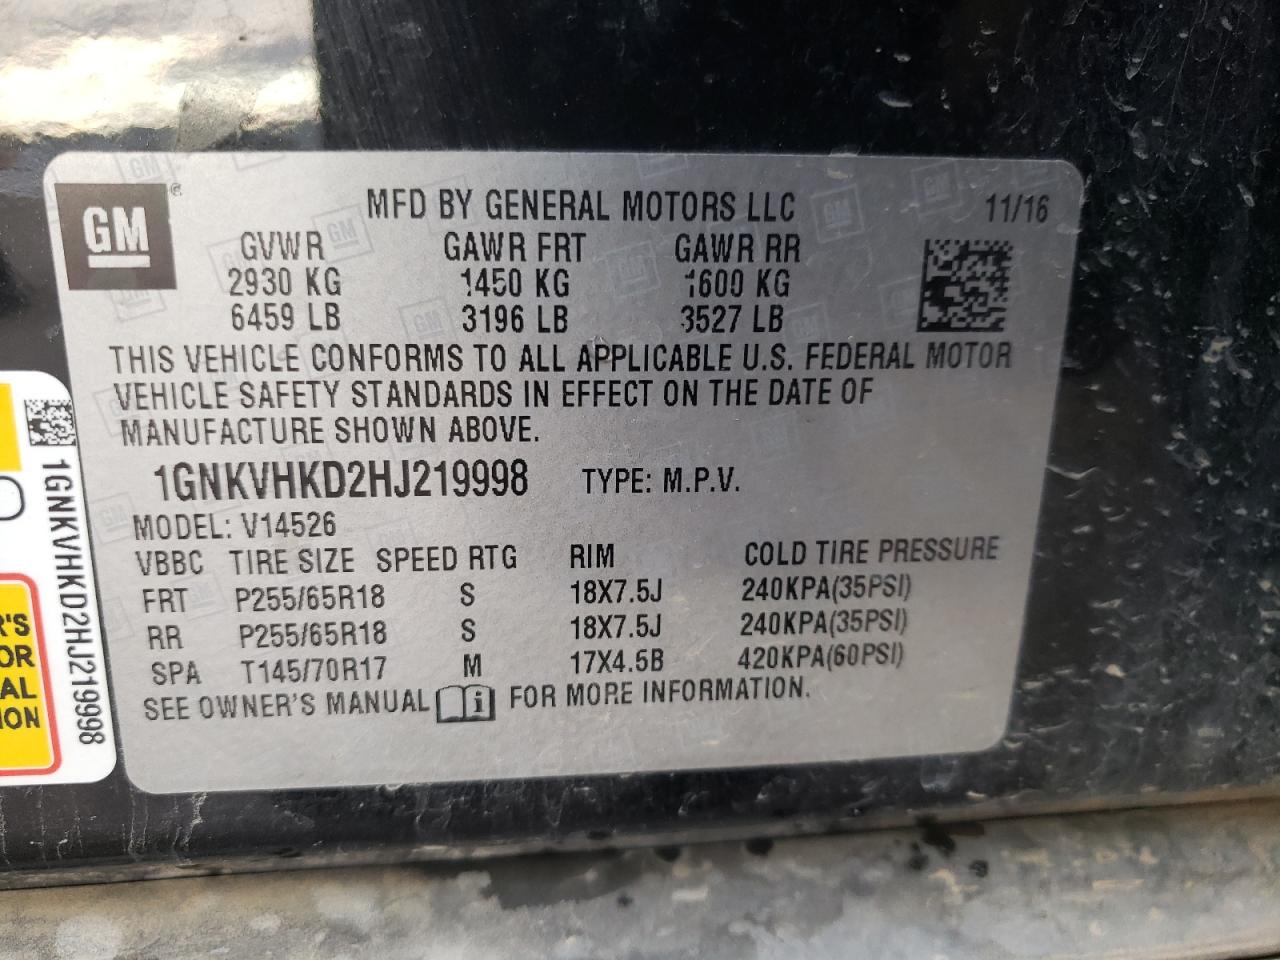 GM ®
MFD BY GENERAL MOTORS LLC 11/16
GVWR GAWR FRT GAWR RR
2930 KG 1450 KG 1600 KG
6459 LB 3196 LB 3527 LB
THIS VEHICLE CONFORMS TO ALL APPLICABLE U.S. FEDERAL MOTOR
VEHICLE SAFETY STANDARDS IN EFFECT ON THE DATE OF
MANUFACTURE SHOWN ABOVE.
1GNKVHKD2HJ219998 TYPE: M.P.V.
MODEL: V14526
VBBC TIRE SIZE SPEED RTG RIM COLD TIRE PRESSURE
FRT P255/65R18 S 18X7.5J 240KPA(35PSI)
RR P255/65R18 S 18X7.5J 240KPA(35PSI)
SPA T145/70R17 M 17X4.5B 420KPA(60PSI)
SEE OWNER'S MANUAL i FOR MORE INFORMATION.
1GNKVHKD2HJ219998